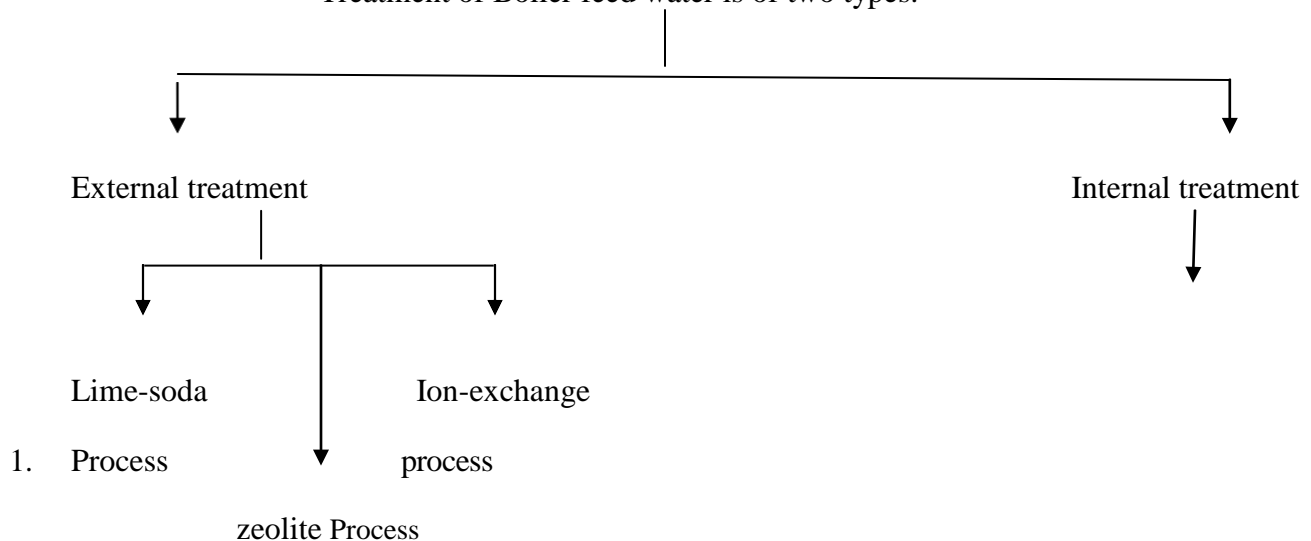 Treatment of Boiler feed water is of two types.
External treatment Internal treatment
Lime-soda Ion-exchange
1. Process process
zeolite Process